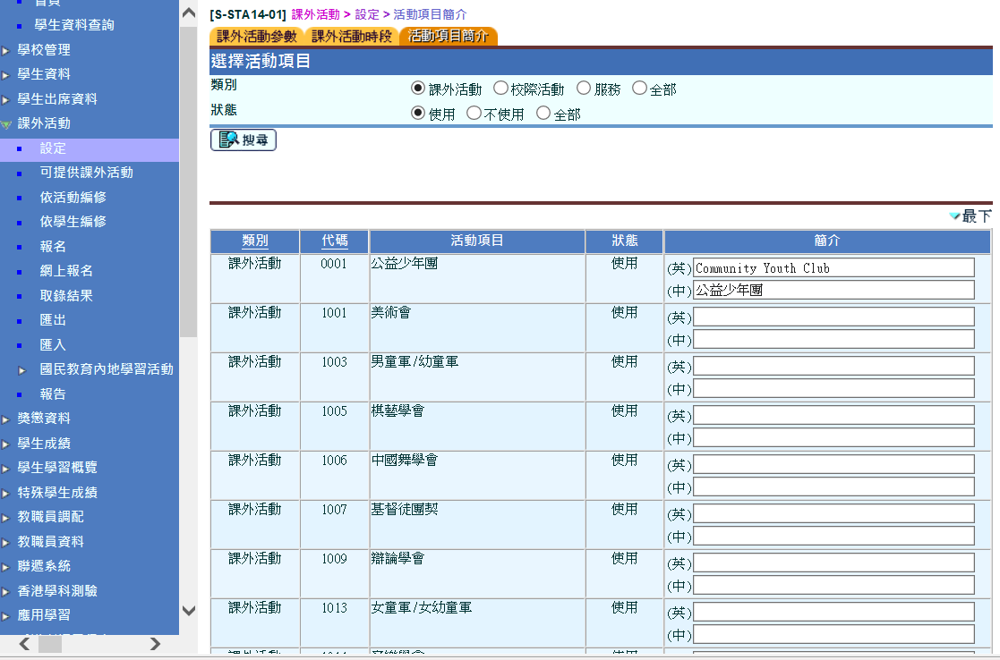 首頁
學生資料查詢
學校管理
學生資料
學生出席資料
課外活動
設定
可提供課外活動
依活動編修
依學生編修
報名
網上報名
取錄結果
匯出
匯入
國民教育內地學習活動
報告
獎懲資料
學生成績
學生學習概覽
特殊學生成績
教職員調配
教職員資料
聯遞系統
香港學科測驗
應用學習
[S-STA14-01] 課外活動 > 設定 > 活動項目簡介
課外活動參數 課外活動時段 活動項目簡介
選擇活動項目
類別 課外活動 校際活動 服務 全部
狀態 使用 不使用 全部
搜尋
最下
類別 代碼 活動項目 狀態 簡介
課外活動 0001 公益少年團 使用 (英) Community Youth Club
(中) 公益少年團
課外活動 1001 美術會 使用 (英)
(中)
課外活動 1003 男童軍/幼童軍 使用 (英)
(中)
課外活動 1005 棋藝學會 使用 (英)
(中)
課外活動 1006 中國舞學會 使用 (英)
(中)
課外活動 1007 基督徒團契 使用 (英)
(中)
課外活動 1009 辯論學會 使用 (英)
(中)
課外活動 1013 女童軍/女幼童軍 使用 (英)
(中)